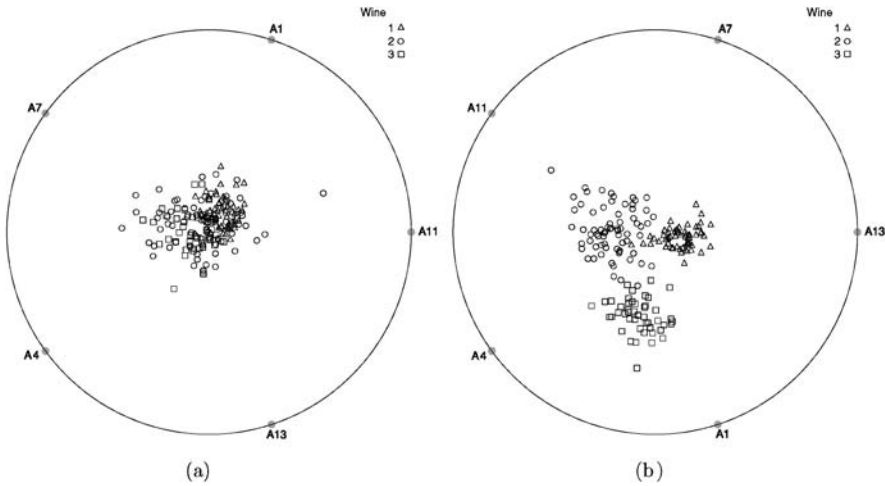 Wine
1 △
2 ○
3 □
A1
A7
A11
A4
A13
(a)
Wine
1 △
2 ○
3 □
A7
A11
A13
A4
A1
(b)